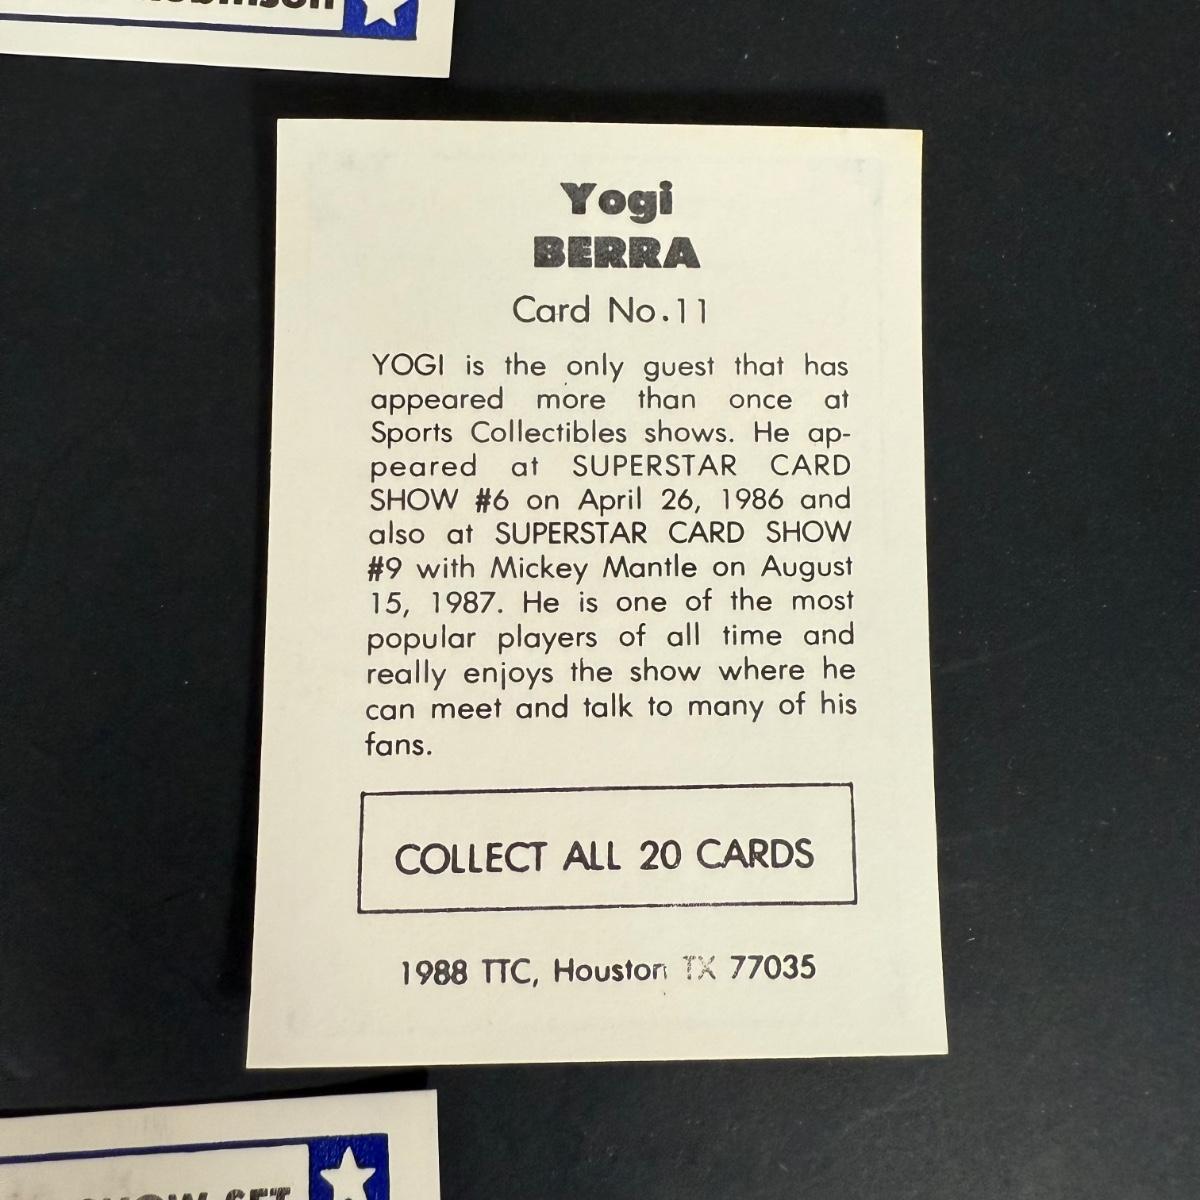 Yogi
BERRA
Card No.11
YOGI is the only guest that has
appeared more than once at
Sports Collectibles shows. He ap-
peared at SUPERSTAR CARD
SHOW #6 on April 26, 1986 and
also at SUPERSTAR CARD SHOW
#9 with Mickey Mantle on August
15, 1987. He is one of the most
popular players of all time and
really enjoys the show where he
can meet and talk to many of his
fans.
COLLECT ALL 20 CARDS
1988 TTC, Houston TX 77035
SET